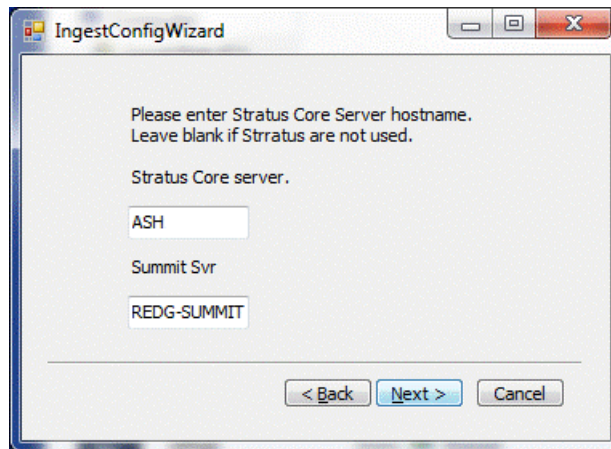 IngestConfigWizard
Please enter Stratus Core Server hostname.
Leave blank if Strratus are not used.
Stratus Core server.
ASH
Summit Svr
REDG-SUMMIT
< Back Next > Cancel